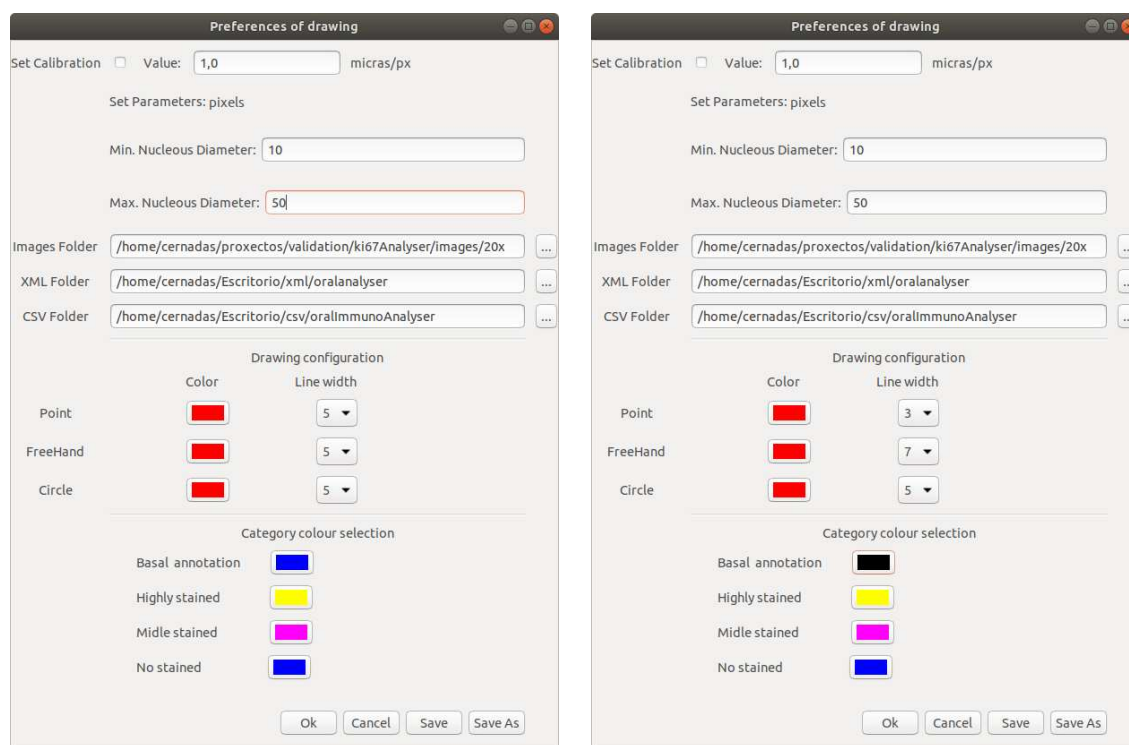 Preferences of drawing
Set Calibration Value: 1,0 micras/px
Set Parameters: pixels
Min. Nucleous Diameter: 10
Max. Nucleous Diameter: 50
Images Folder /home/cernadas/proxectos/validation/ki67Analyser/images/20x ...
XML Folder /home/cernadas/Escritorio/xml/oralanalyser ...
CSV Folder /home/cernadas/Escritorio/csv/oralImmunoAnalyser ...
Drawing configuration
Color Line width
Point 5
FreeHand 5
Circle 5
Category colour selection
Basal annotation
Highly stained
Midle stained
No stained
Ok Cancel Save Save As
Preferences of drawing
Set Calibration Value: 1,0 micras/px
Set Parameters: pixels
Min. Nucleous Diameter: 10
Max. Nucleous Diameter: 50
Images Folder /home/cernadas/proxectos/validation/ki67Analyser/images/20x ..
XML Folder /home/cernadas/Escritorio/xml/oralanalyser ..
CSV Folder /home/cernadas/Escritorio/csv/oralImmunoAnalyser ..
Drawing configuration
Color Line width
Point 3
FreeHand 7
Circle 5
Category colour selection
Basal annotation
Highly stained
Midle stained
No stained
Ok Cancel Save Save As